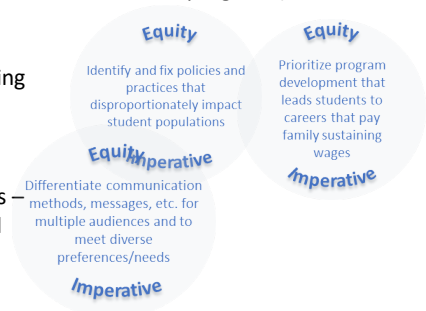 Equity
Identify and fix policies and
practices that
disproportionately impact
student populations
Imperative
Equity
Prioritize program
development that
leads students to
careers that pay
family sustaining
wages
Imperative
ing
Equity
Differentiate communication
methods, messages, etc. for
multiple audiences and to
meet diverse
preferences/needs
Imperative
s –